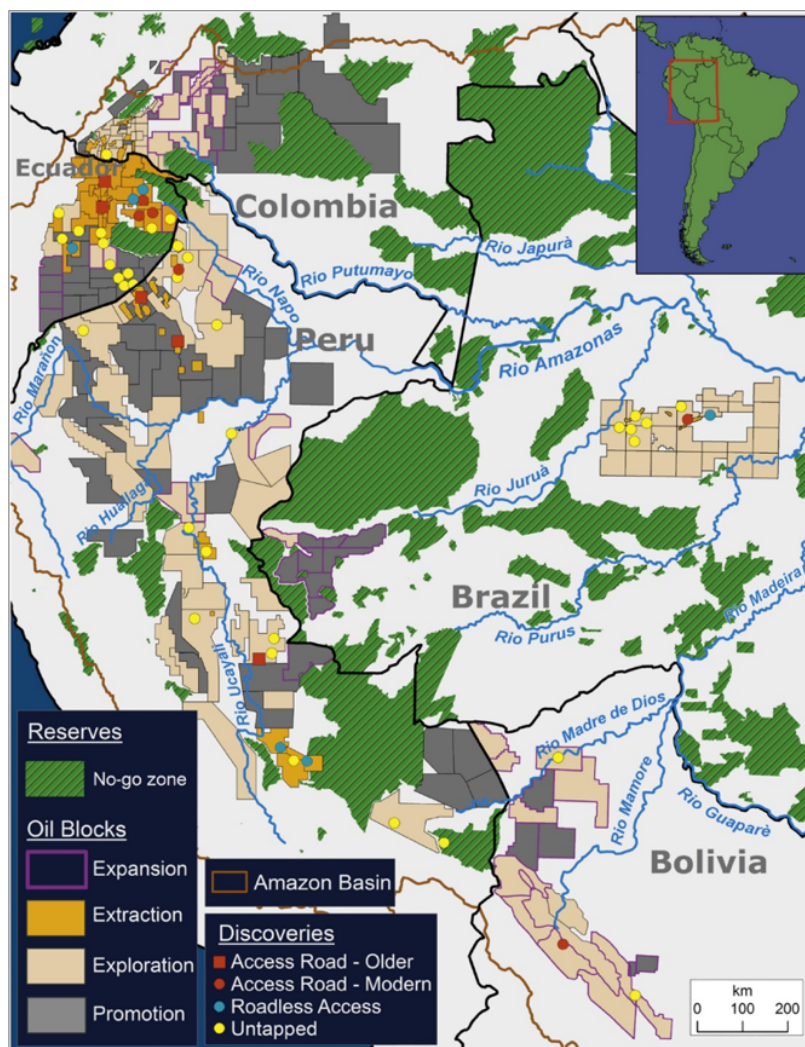 Ecuador
Colombia
Rio Japurà
Rio Putumayo
Rio Napo
Peru
Rio Amazonas
Rio Marañon
Rio Juruà
Rio Huallaga
Brazil
Rio Madeira
Rio Purus
Rio Ucayali
Rio Madre de Dios
Rio Mamore
Rio Guaparè
Bolivia
Reserves
No-go zone
Oil Blocks
Expansion
Extraction
Exploration
Promotion
Amazon Basin
Discoveries
Access Road - Older
Access Road - Modern
Roadless Access
Untapped
km
0 100 200